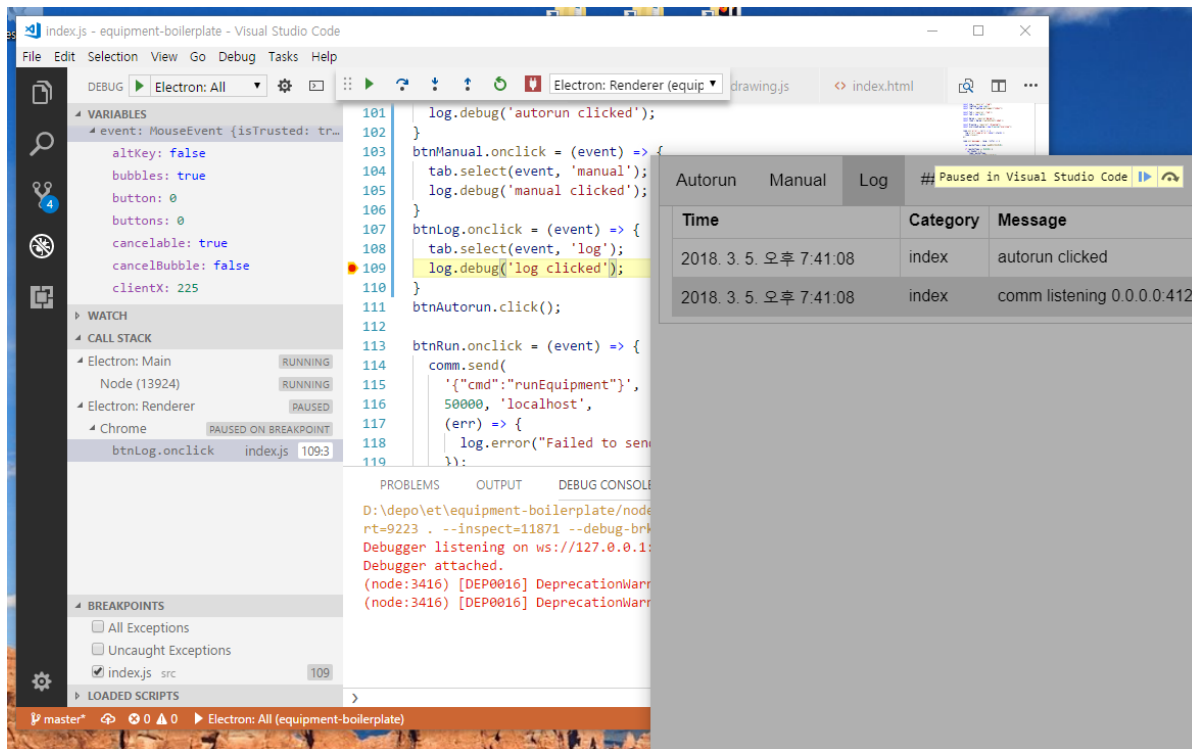 index.js - equipment-boilerplate - Visual Studio Code
File Edit Selection View Go Debug Tasks Help
DEBUG Electron: All
Electron: Renderer (equip
drawing.js
<> index.html
VARIABLES
event: MouseEvent {isTrusted: tr…
altKey: false
bubbles: true
button: 0
buttons: 0
cancelable: true
cancelBubble: false
clientX: 225
WATCH
CALL STACK
Electron: Main RUNNING
Node (13924) RUNNING
Electron: Renderer PAUSED
Chrome PAUSED ON BREAKPOINT
btnLog.onclick index.js 109:3
BREAKPOINTS
All Exceptions
Uncaught Exceptions
index.js src 109
LOADED SCRIPTS
4
101 log.debug('autorun clicked');
102 }
103 btnManual.onclick = (event) => {
104 tab.select(event, 'manual');
105 log.debug('manual clicked');
106 }
107 btnLog.onclick = (event) => {
108 tab.select(event, 'log');
109 log.debug('log clicked');
110 }
111 btnAutorun.click();
112
113 btnRun.onclick = (event) => {
114 comm.send(
115 '{"cmd":"runEquipment"}',
116 50000, 'localhost',
117 (err) => {
118 log.error("Failed to sen
119 });
PROBLEMS OUTPUT DEBUG CONSOLE
D:\depo\et\equipment-boilerplate/node
rt=9223 . --inspect=11871 --debug-brk
Debugger listening on ws://127.0.0.1:
Debugger attached.
(node:3416) [DEP0016] DeprecationWarn
(node:3416) [DEP0016] DeprecationWarn
master* 0 0 Electron: All (equipment-boilerplate)
Autorun Manual Log ## Paused in Visual Studio Code
Time Category Message
2018. 3. 5. 오후 7:41:08 index autorun clicked
2018. 3. 5. 오후 7:41:08 index comm listening 0.0.0.0:412